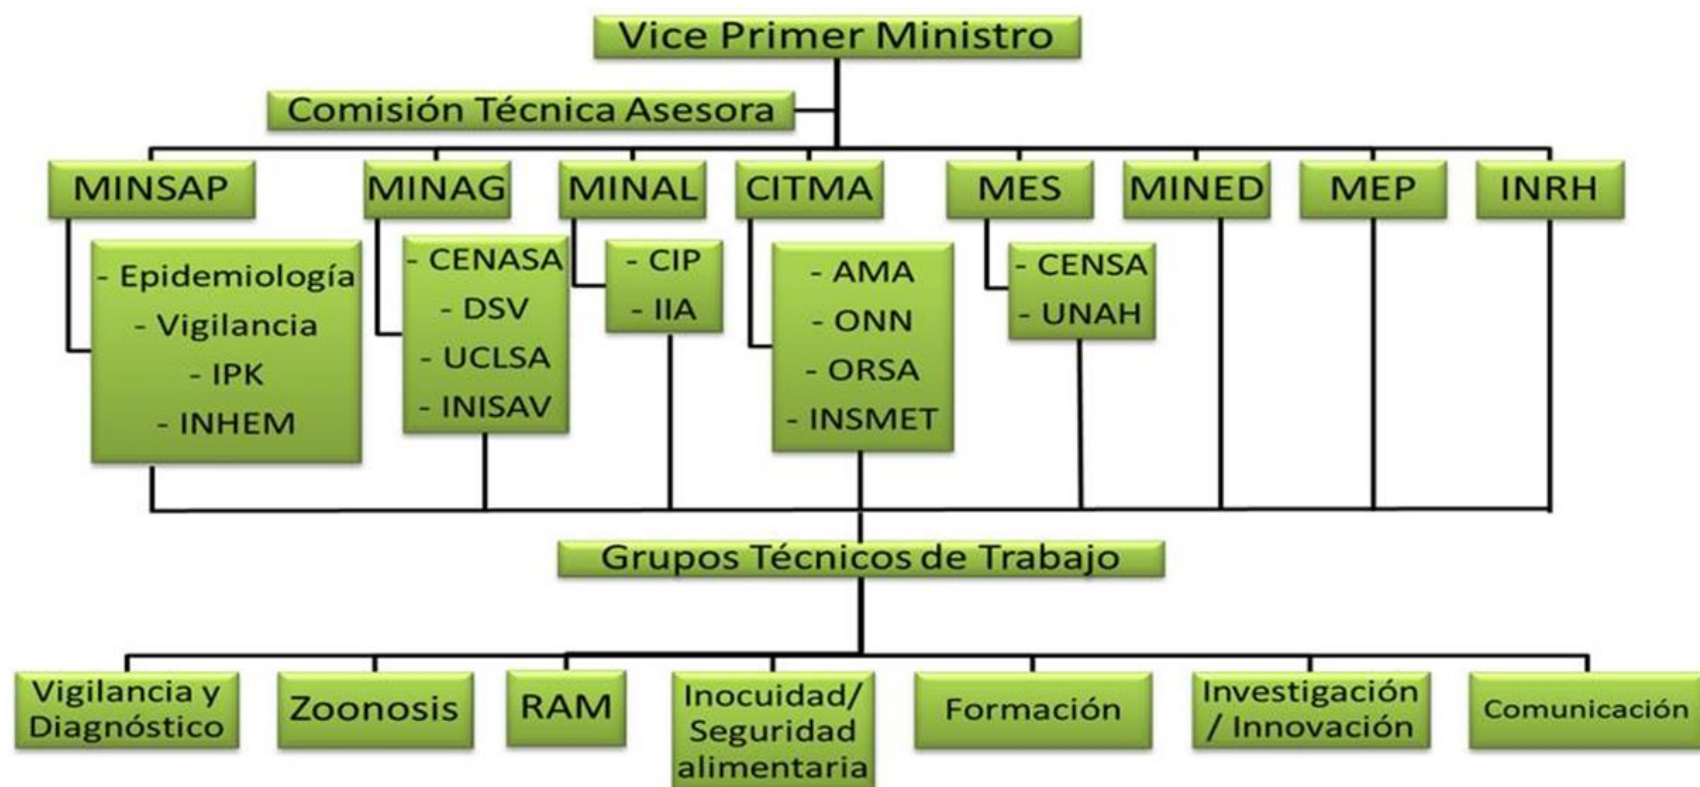 Vice Primer Ministro
Comisión Técnica Asesora
MINSAP
MINAG
MINAL
CITMA
MES
MINED
MEP
INRH
- Epidemiología
- Vigilancia
- IPK
- INHEM
- CENASA
- DSV
- UCLSA
- INISAV
- CIP
- IIA
- AMA
- ONN
- ORSA
- INSMET
- CENSA
- UNAH
Grupos Técnicos de Trabajo
Vigilancia y
Diagnóstico
Zoonosis
RAM
Inocuidad/
Seguridad
alimentaria
Formación
Investigación
/ Innovación
Comunicación